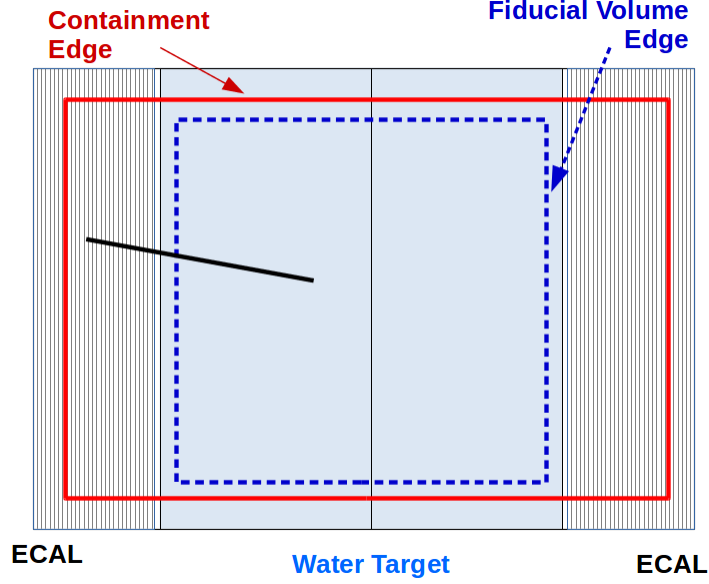 Containment
Edge
Fiducial Volume
Edge
ECAL
Water Target
ECAL